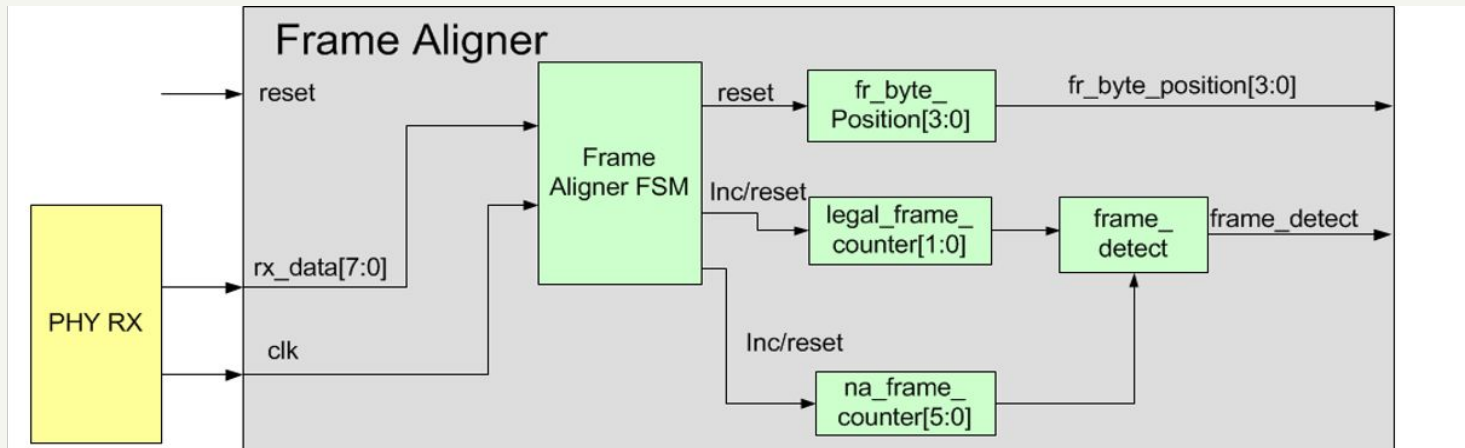 Frame Aligner
reset
reset
fr_byte_
Position[3:0]
fr_byte_position[3:0]
Frame
Aligner FSM
Inc/reset
legal_frame_
counter[1:0]
frame_
detect
frame_detect
rx_data[7:0]
PHY RX
clk
Inc/reset
na_frame_
counter[5:0]